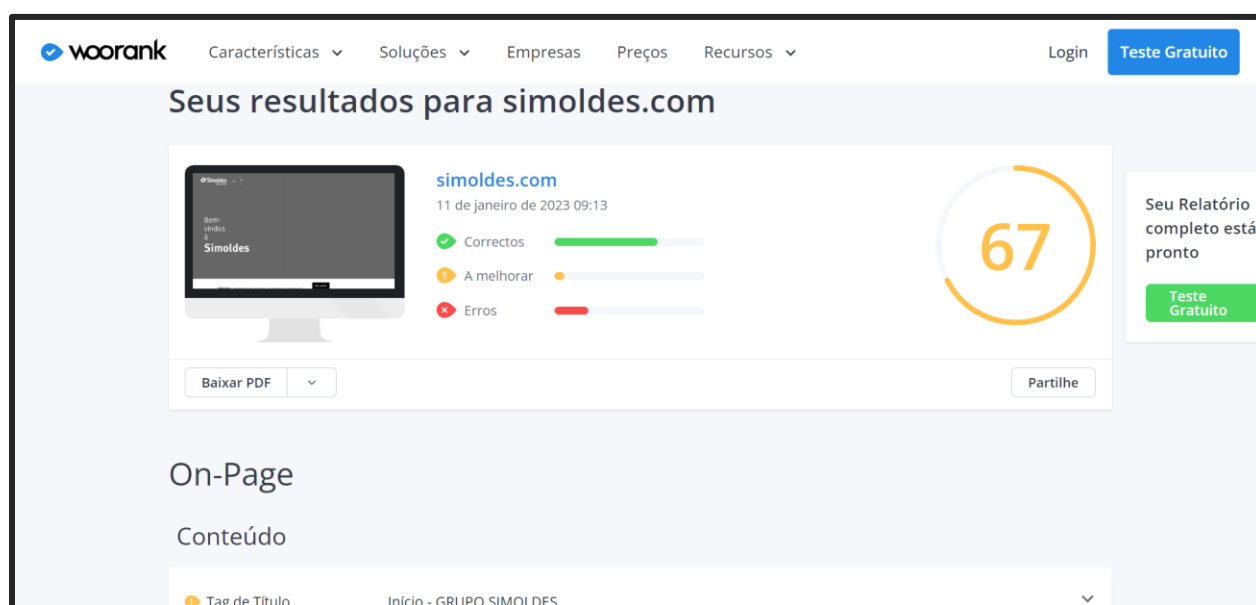 woorank Características Soluções Empresas Preços Recursos Login Teste Gratuito
Seus resultados para simoldes.com
Simoldes
Bem-
vindos
à
Simoldes
simoldes.com
11 de janeiro de 2023 09:13
Correctos
A melhorar
Erros
67
Seu Relatório
completo está
pronto
Teste
Gratuito
Baixar PDF
Partilhe
On-Page
Conteúdo
Tag de Título Início - GRUPO SIMOLDES